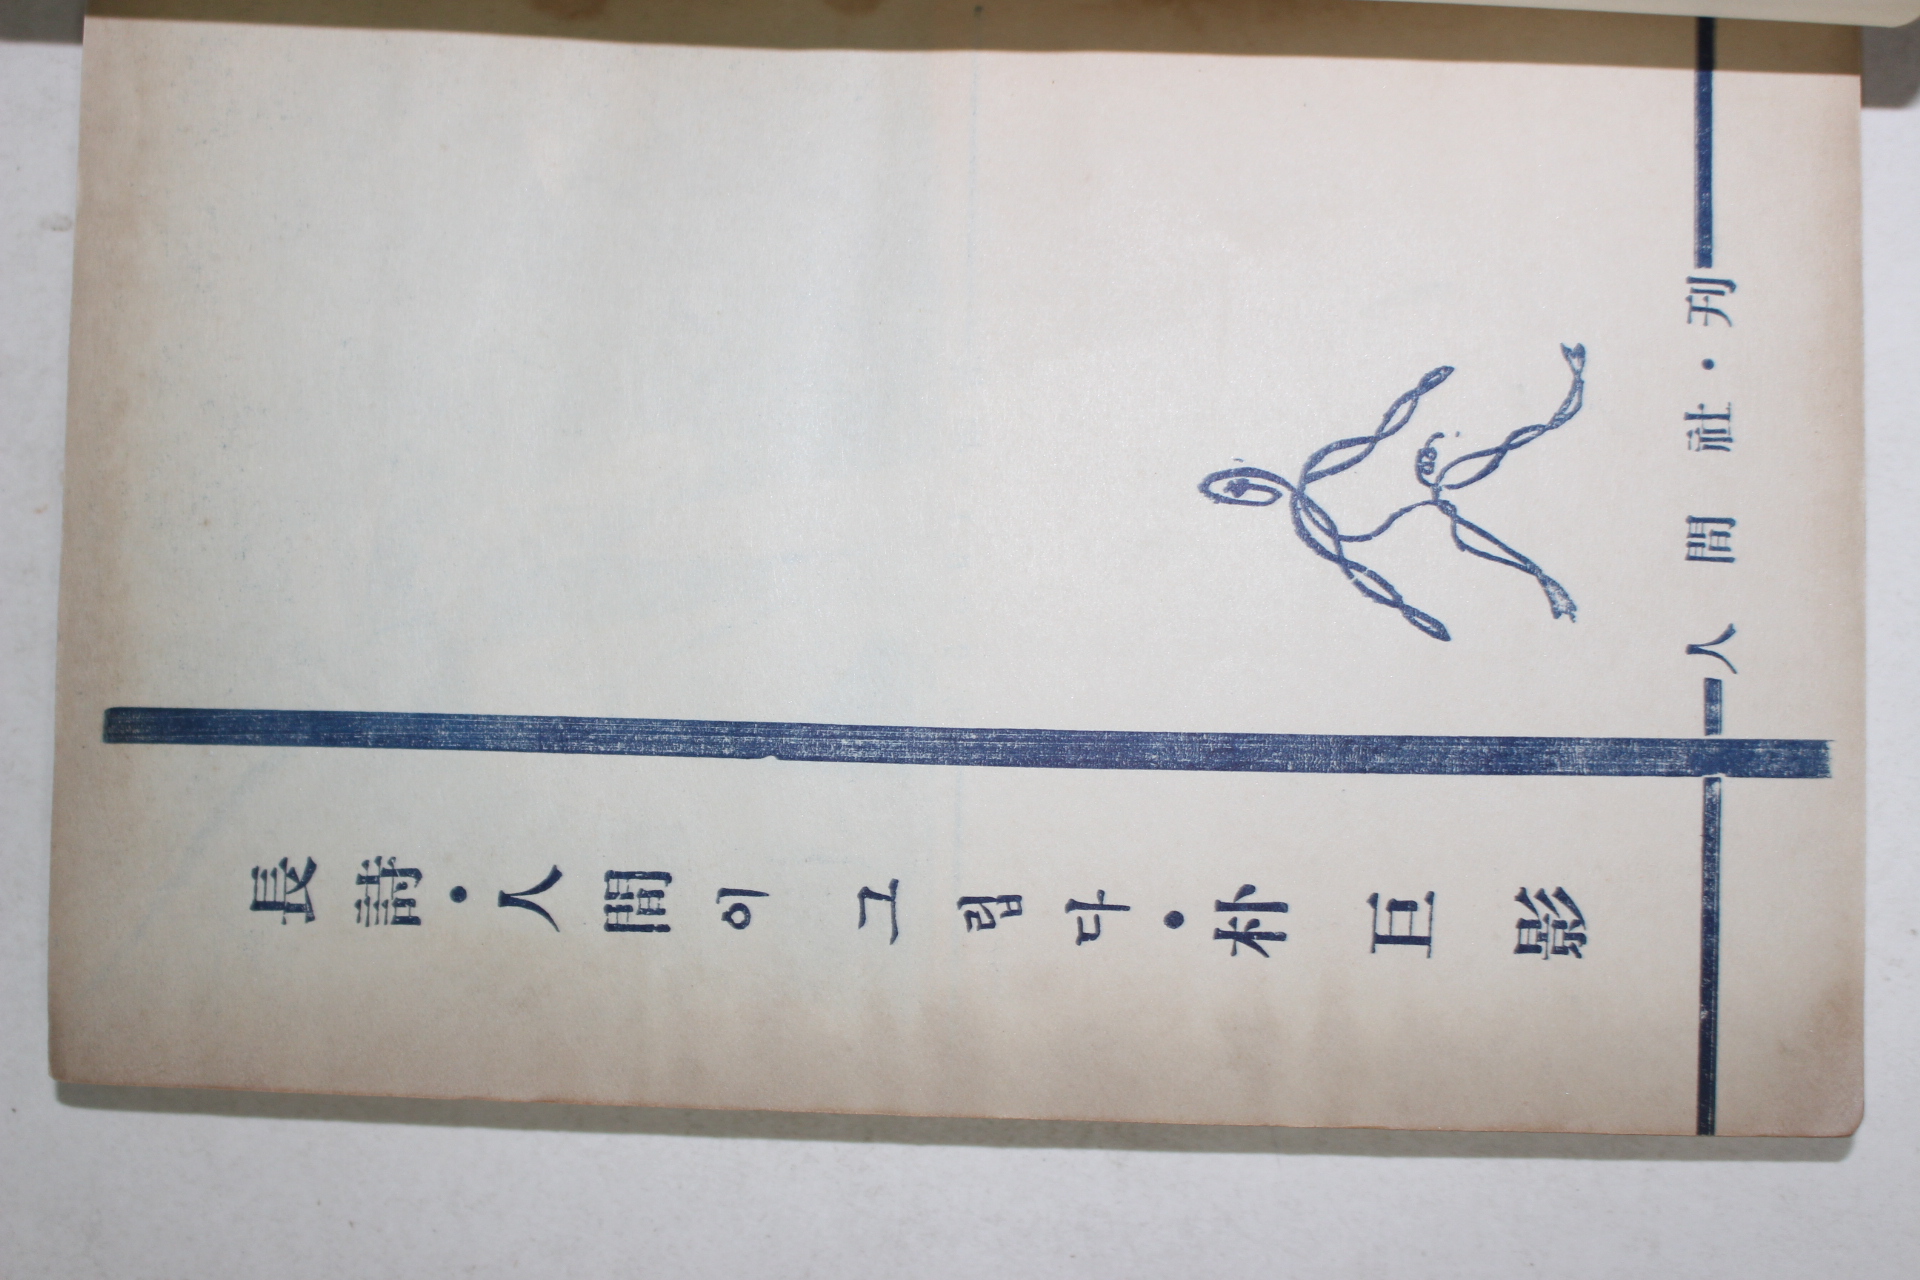 長詩・人間이 그립다・朴巨影
人間社・刊